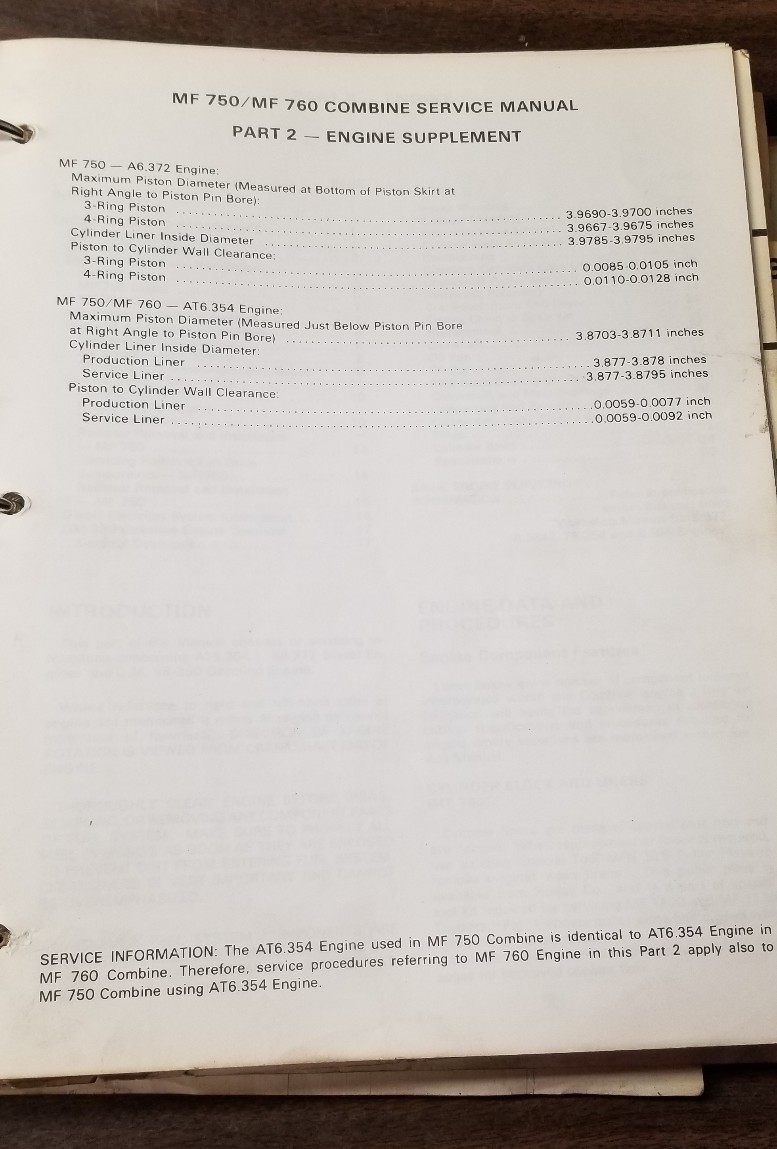 MF 750/MF 760 COMBINE SERVICE MANUAL
PART 2 — ENGINE SUPPLEMENT
MF 750 — A6.372 Engine:
Maximum Piston Diameter (Measured at Bottom of Piston Skirt at
Right Angle to Piston Pin Bore):
3-Ring Piston ........ 3.9690-3.9700 inches
4-Ring Piston ........ 3.9667-3.9675 inches
Cylinder Liner Inside Diameter ........ 3.9785-3.9795 inches
Piston to Cylinder Wall Clearance:
3-Ring Piston ........ 0.0085-0.0105 inch
4-Ring Piston ........ 0.0110-0.0128 inch
MF 750/MF 760 — AT6.354 Engine:
Maximum Piston Diameter (Measured Just Below Piston Pin Bore
at Right Angle to Piston Pin Bore) ........ 3.8703-3.8711 inches
Cylinder Liner Inside Diameter:
Production Liner ........ 3.877-3.878 inches
Service Liner ........ 3.877-3.8795 inches
Piston to Cylinder Wall Clearance:
Production Liner ........ 0.0059-0.0077 inch
Service Liner ........ 0.0059-0.0092 inch
SERVICE INFORMATION: The AT6.354 Engine used in MF 750 Combine is identical to AT6.354 Engine in
MF 760 Combine. Therefore, service procedures referring to MF 760 Engine in this Part 2 apply also to
MF 750 Combine using AT6.354 Engine.